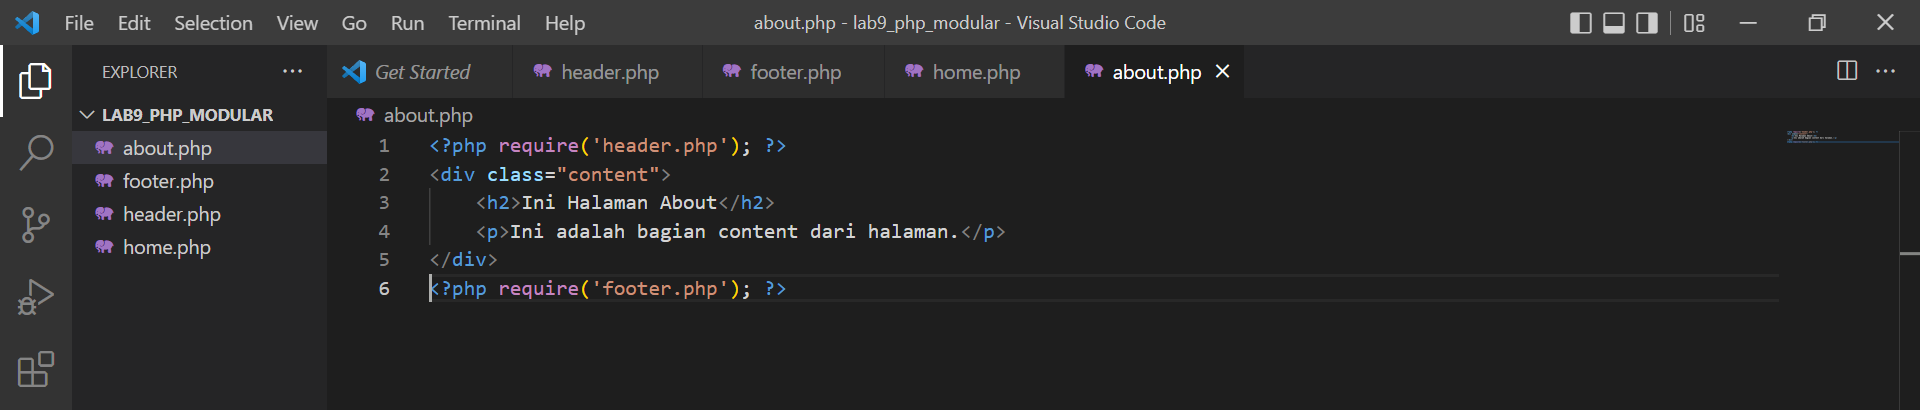 File Edit Selection View Go Run Terminal Help about.php - lab9_php_modular - Visual Studio Code
EXPLORER
LAB9_PHP_MODULAR
about.php
footer.php
header.php
home.php
Get Started header.php footer.php home.php about.php
about.php
1 <?php require('header.php'); ?>
2 <div class="content">
3     <h2>Ini Halaman About</h2>
4     <p>Ini adalah bagian content dari halaman.</p>
5 </div>
6 <?php require('footer.php'); ?>